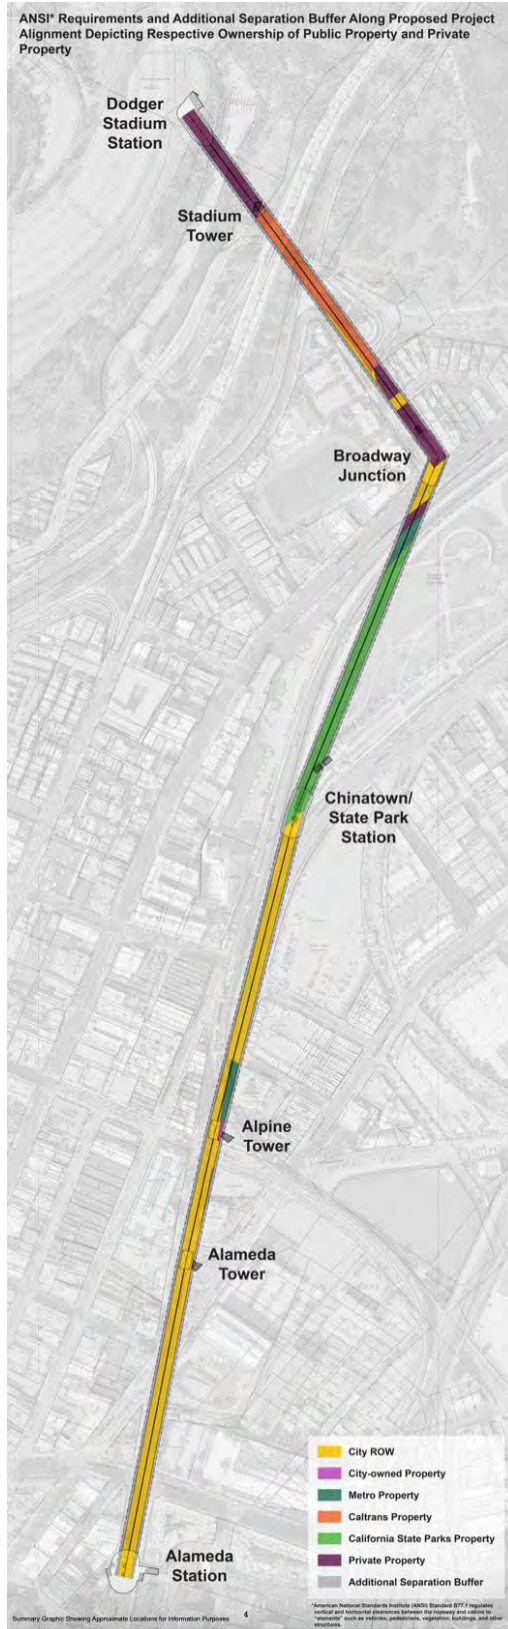 ANSI* Requirements and Additional Separation Buffer Along Proposed Project
Alignment Depicting Respective Ownership of Public Property and Private
Property
Dodger
Stadium
Station
Stadium
Tower
Broadway
Junction
Chinatown/
State Park
Station
Alpine
Tower
Alameda
Tower
Alameda
Station
City ROW
City-owned Property
Metro Property
Caltrans Property
California State Parks Property
Private Property
Additional Separation Buffer
*American National Standards Institute (ANSI) Standard B77.1 regulates
vertical and horizontal clearances between the ropeway and cabins to
"elements" such as vehicles, pedestrians, vegetation, buildings, and other
structures.
Summary Graphic Showing Approximate Locations for Information Purposes
4